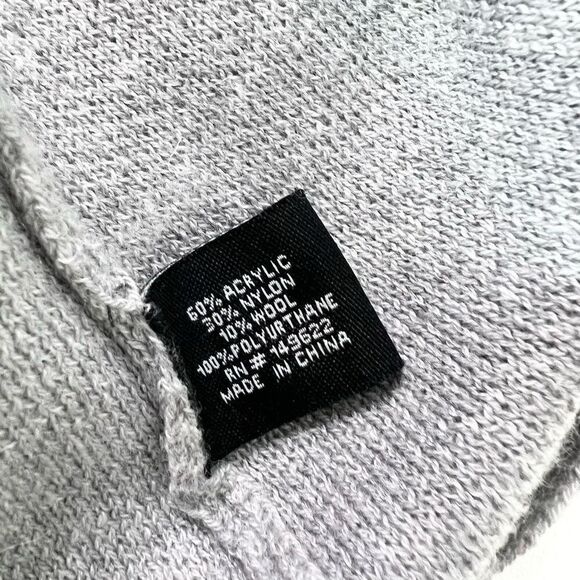 60% ACRYLIC
30% NYLON
10% WOOL
100% POLYURTHANE
RN # 149622
MADE IN CHINA